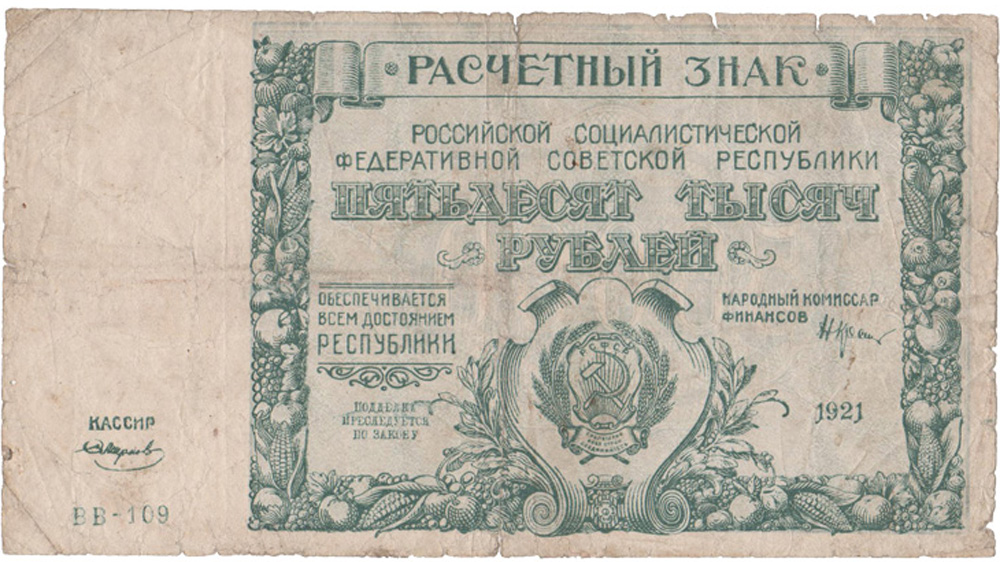 РАСЧЕТНЫЙ ЗНАК
РОССИЙСКОЙ СОЦИАЛИСТИЧЕСКОЙ
ФЕДЕРАТИВНОЙ СОВЕТСКОЙ РЕСПУБЛИКИ
ПЯТЬДЕСЯТ ТЫСЯЧ
РУБЛЕЙ
ОБЕСПЕЧИВАЕТСЯ
ВСЕМ ДОСТОЯНИЕМ
РЕСПУБЛИКИ
НАРОДНЫЙ КОМИССАР
ФИНАНСОВ
РСФСР
ПОДДЕЛКА
ПРЕСЛЕДУЕТСЯ
ПО ЗАКОНУ
1921
КАССИР
ВВ-109